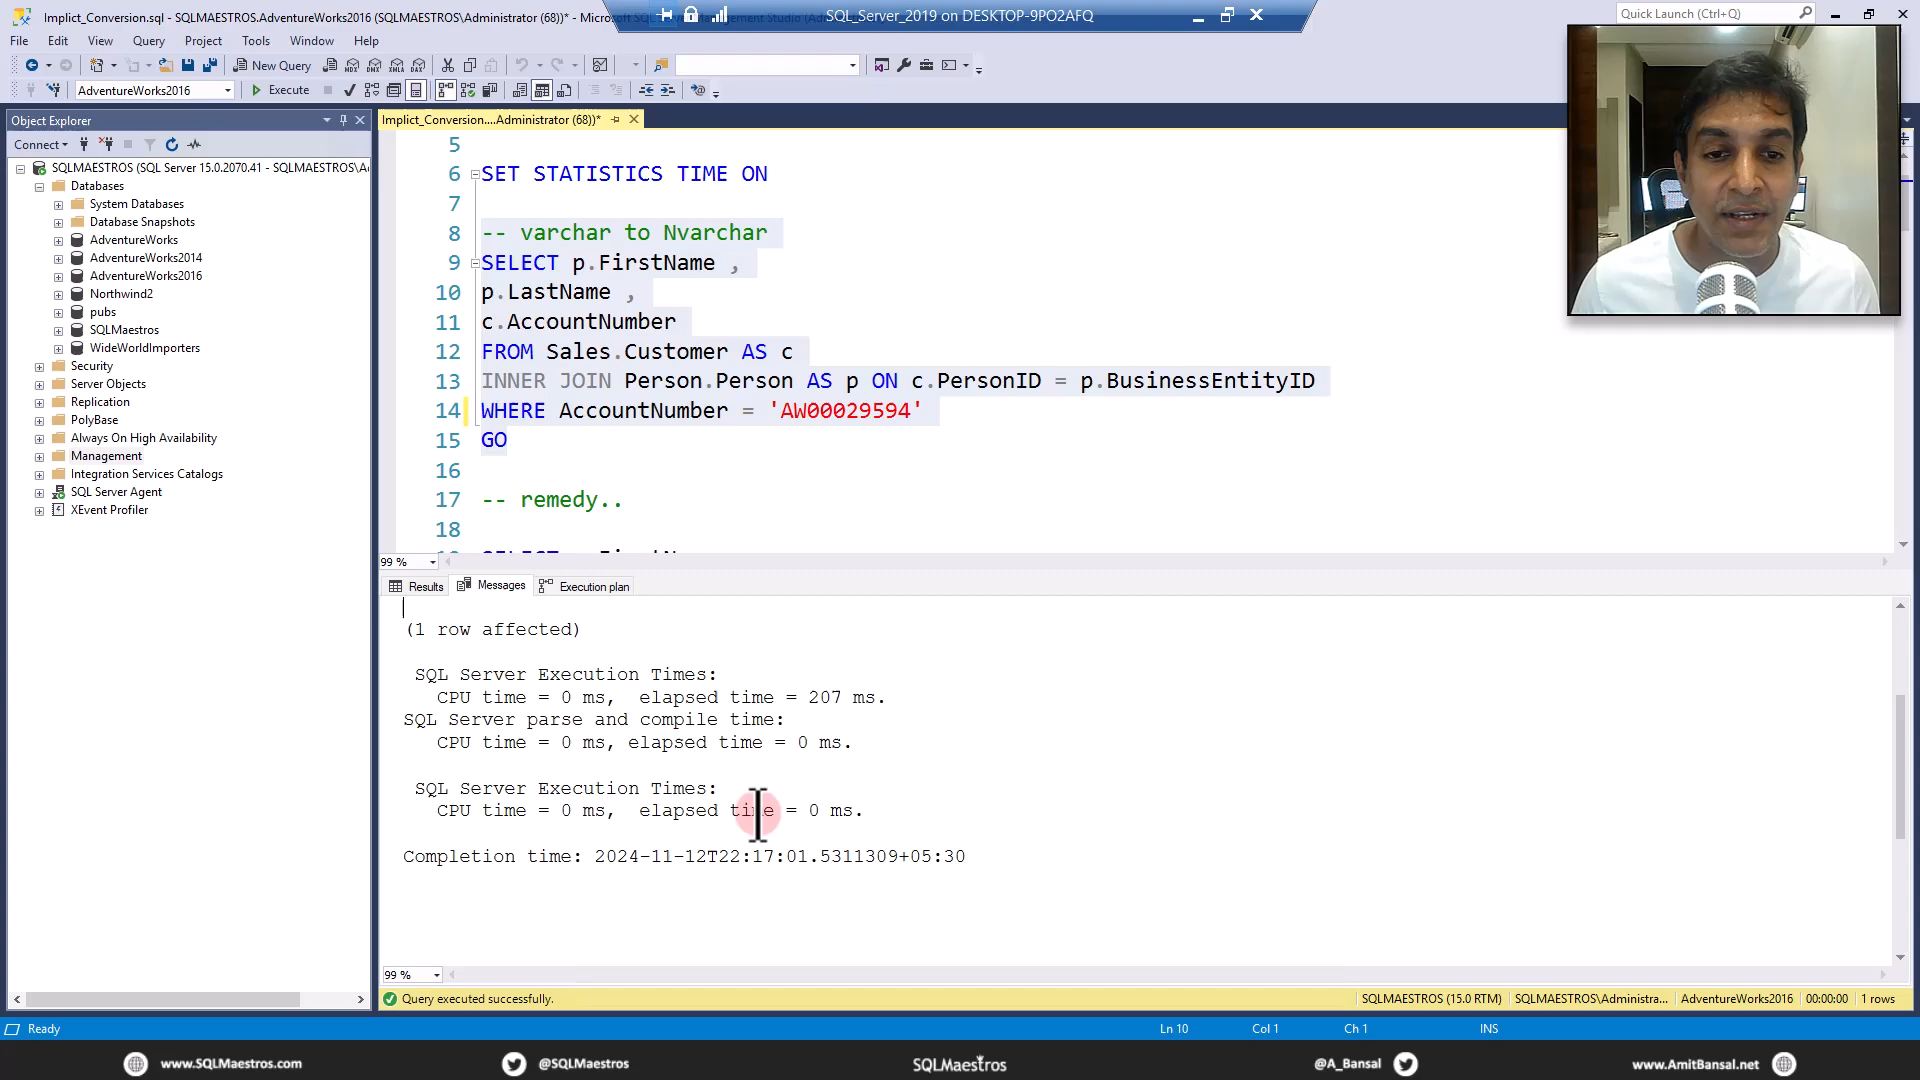 Implict_Conversion.sql - SQLMAESTROS.AdventureWorks2016 (SQLMAESTROS\Administrator (68))* - Micros
SQL_Server_2019 on DESKTOP-9PO2AFQ
Quick Launch (Ctrl+Q)
File Edit View Query Project Tools Window Help
New Query
AdventureWorks2016 Execute
Object Explorer
Connect
SQLMAESTROS (SQL Server 15.0.2070.41 - SQLMAESTROS\A
Databases
System Databases
Database Snapshots
AdventureWorks
AdventureWorks2014
AdventureWorks2016
Northwind2
pubs
SQLMaestros
WideWorldImporters
Security
Server Objects
Replication
PolyBase
Always On High Availability
Management
Integration Services Catalogs
SQL Server Agent
XEvent Profiler
Implict_Conversion....Administrator (68))*
5
6 SET STATISTICS TIME ON
7
8 -- varchar to Nvarchar
9 SELECT p.FirstName ,
10 p.LastName ,
11 c.AccountNumber
12 FROM Sales.Customer AS c
13 INNER JOIN Person.Person AS p ON c.PersonID = p.BusinessEntityID
14 WHERE AccountNumber = 'AW00029594'
15 GO
16
17 -- remedy..
18
99 %
Results Messages Execution plan
(1 row affected)
SQL Server Execution Times:
CPU time = 0 ms, elapsed time = 207 ms.
SQL Server parse and compile time:
CPU time = 0 ms, elapsed time = 0 ms.
SQL Server Execution Times:
CPU time = 0 ms, elapsed time = 0 ms.
Completion time: 2024-11-12T22:17:01.5311309+05:30
99 %
Query executed successfully. SQLMAESTROS (15.0 RTM) SQLMAESTROS\Administra... AdventureWorks2016 00:00:00 1 rows
Ready Ln 10 Col 1 Ch 1 INS
www.SQLMaestros.com @SQLMaestros SQLMaestros @A_Bansal www.AmitBansal.net